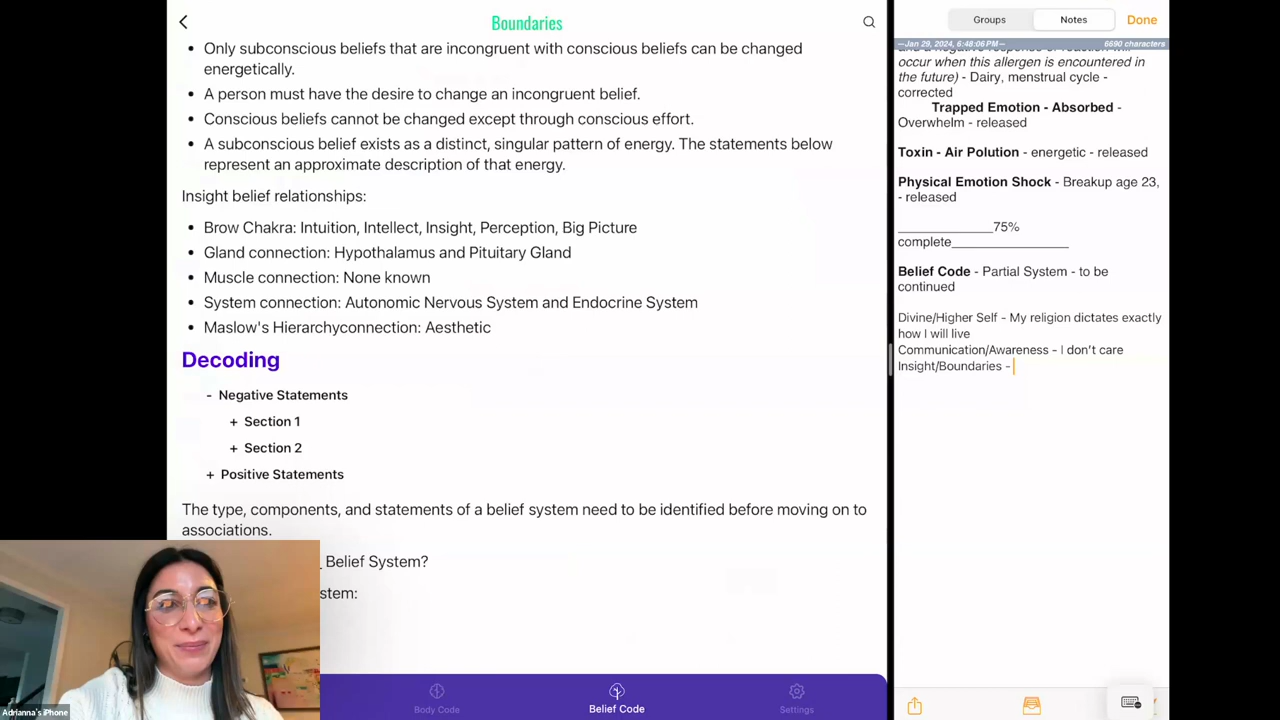 Boundaries
• Only subconscious beliefs that are incongruent with conscious beliefs can be changed
energetically.
• A person must have the desire to change an incongruent belief.
• Conscious beliefs cannot be changed except through conscious effort.
• A subconscious belief exists as a distinct, singular pattern of energy. The statements below
represent an approximate description of that energy.
Insight belief relationships:
• Brow Chakra: Intuition, Intellect, Insight, Perception, Big Picture
• Gland connection: Hypothalamus and Pituitary Gland
• Muscle connection: None known
• System connection: Autonomic Nervous System and Endocrine System
• Maslow's Hierarchyconnection: Aesthetic
Decoding
- Negative Statements
+ Section 1
+ Section 2
+ Positive Statements
The type, components, and statements of a belief system need to be identified before moving on to
associations.
Belief System?
stem:
Body Code
Belief Code
Settings
Adrianna's iPhone
Groups
Notes
Done
—Jan 29, 2024, 6:48:06 PM—
6690 characters
occur when this allergen is encountered in
the future) - Dairy, menstrual cycle -
corrected
Trapped Emotion - Absorbed -
Overwhelm - released
Toxin - Air Polution - energetic - released
Physical Emotion Shock - Breakup age 23,
- released
______________75%
complete_________________
Belief Code - Partial System - to be
continued
Divine/Higher Self - My religion dictates exactly
how I will live
Communication/Awareness - I don't care
Insight/Boundaries -